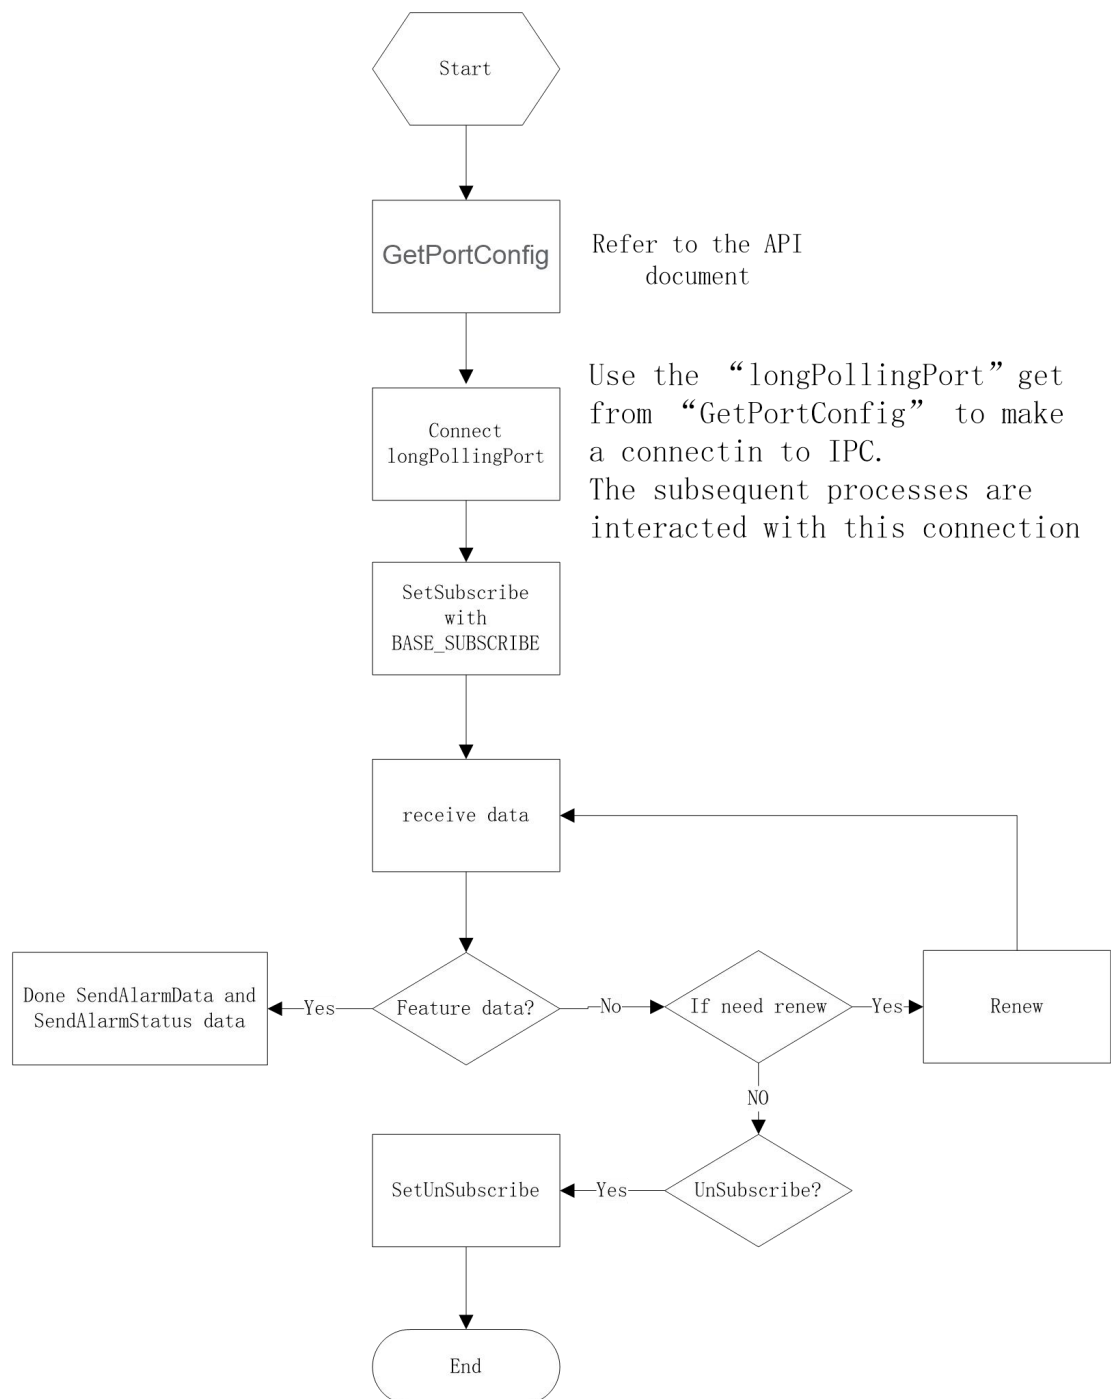 Start
GetPortConfig
Refer to the API
document
Connect
longPollingPort
Use the “longPollingPort” get
from “GetPortConfig” to make
a connectin to IPC.
The subsequent processes are
interacted with this connection
SetSubscribe
with
BASE_SUBSCRIBE
receive data
Done SendAlarmData and
SendAlarmStatus data
Yes
Feature data?
No
If need renew
Yes
Renew
NO
SetUnSubscribe
Yes
UnSubscribe?
End